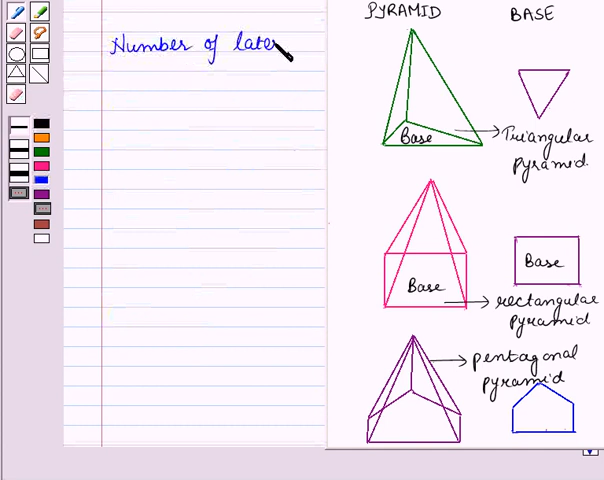 PYRAMID BASE
Number of late
Base
Triangular
pyramid.
Base
Base
rectangular
pyramid
pentagonal
pyramid